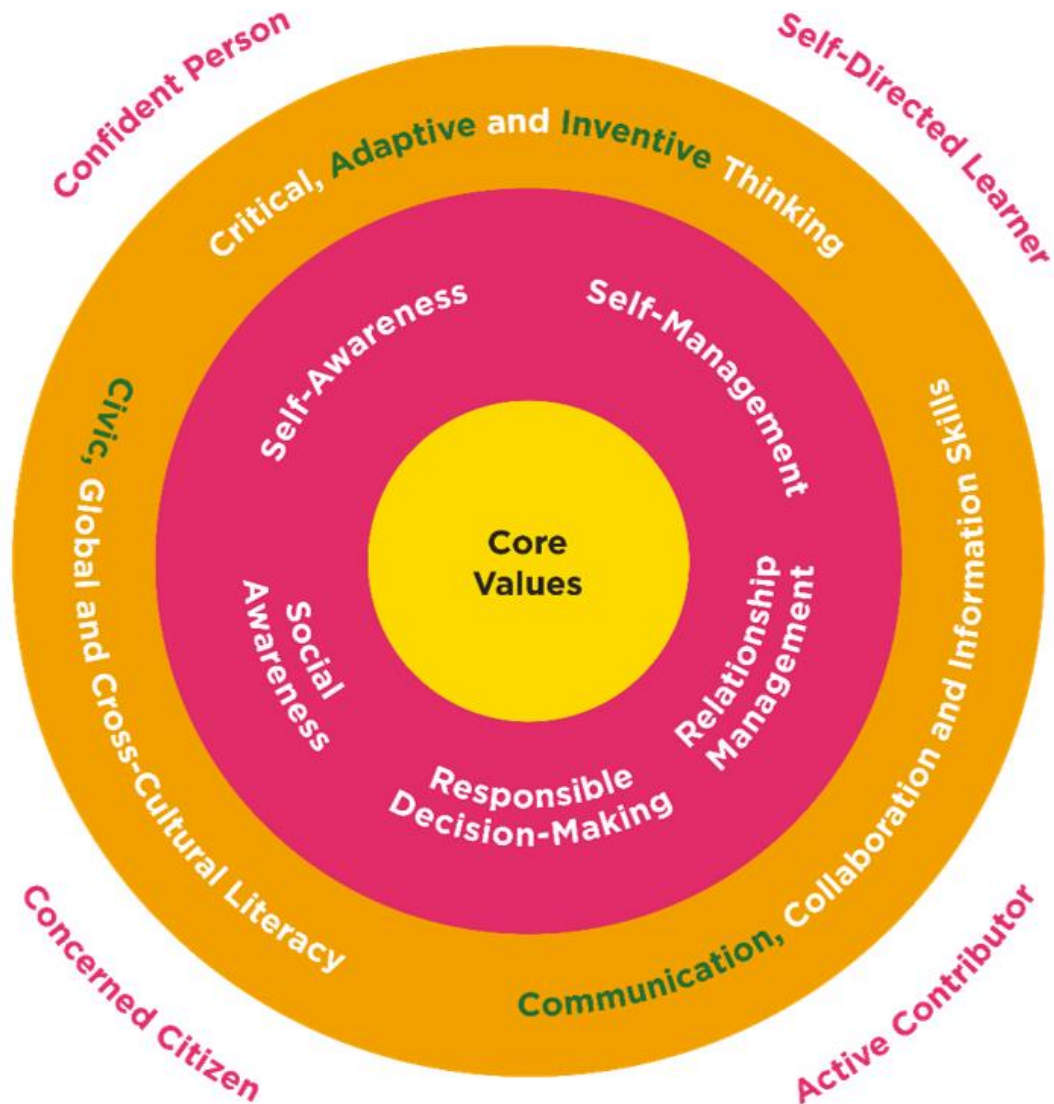 Confident Person
Self-Directed Learner
Critical, Adaptive and Inventive Thinking
Self-Awareness
Self-Management
Civic, Global and Cross-Cultural Literacy
Communication, Collaboration and Information Skills
Core
Values
Social
Awareness
Relationship
Management
Responsible
Decision-Making
Concerned Citizen
Active Contributor